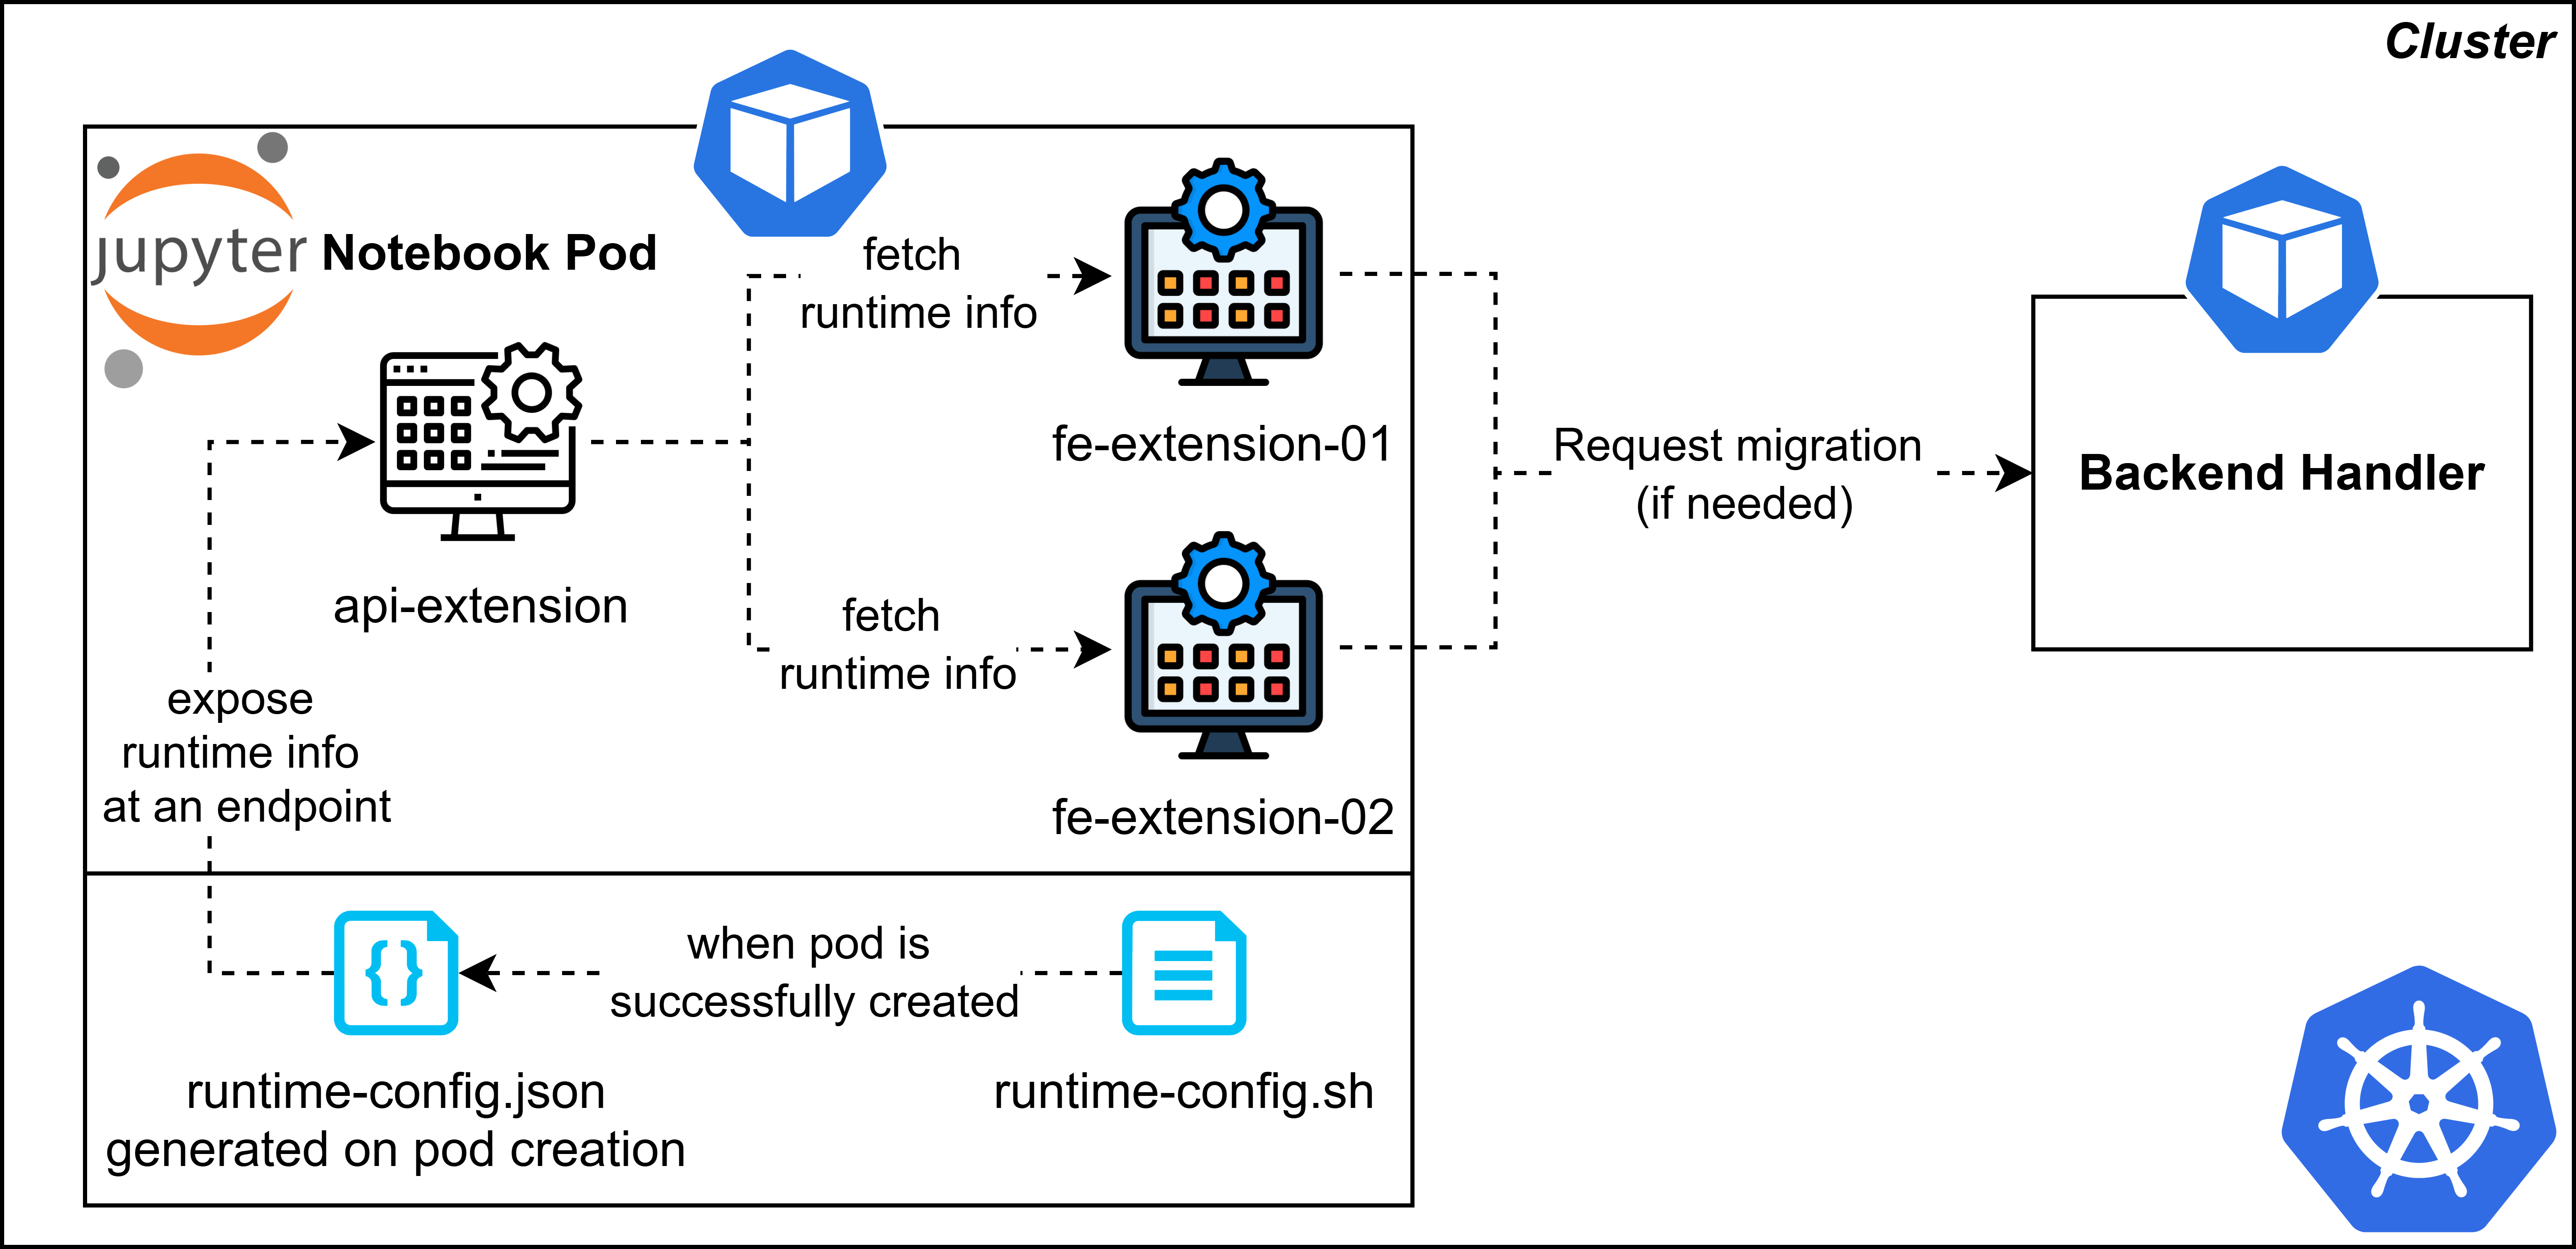 Cluster
jupyter
Notebook Pod
fetch
runtime info
fe-extension-01
api-extension
fetch
runtime info
fe-extension-02
Request migration
(if needed)
Backend Handler
expose
runtime info
at an endpoint
when pod is
successfully created
{}
runtime-config.json
generated on pod creation
runtime-config.sh